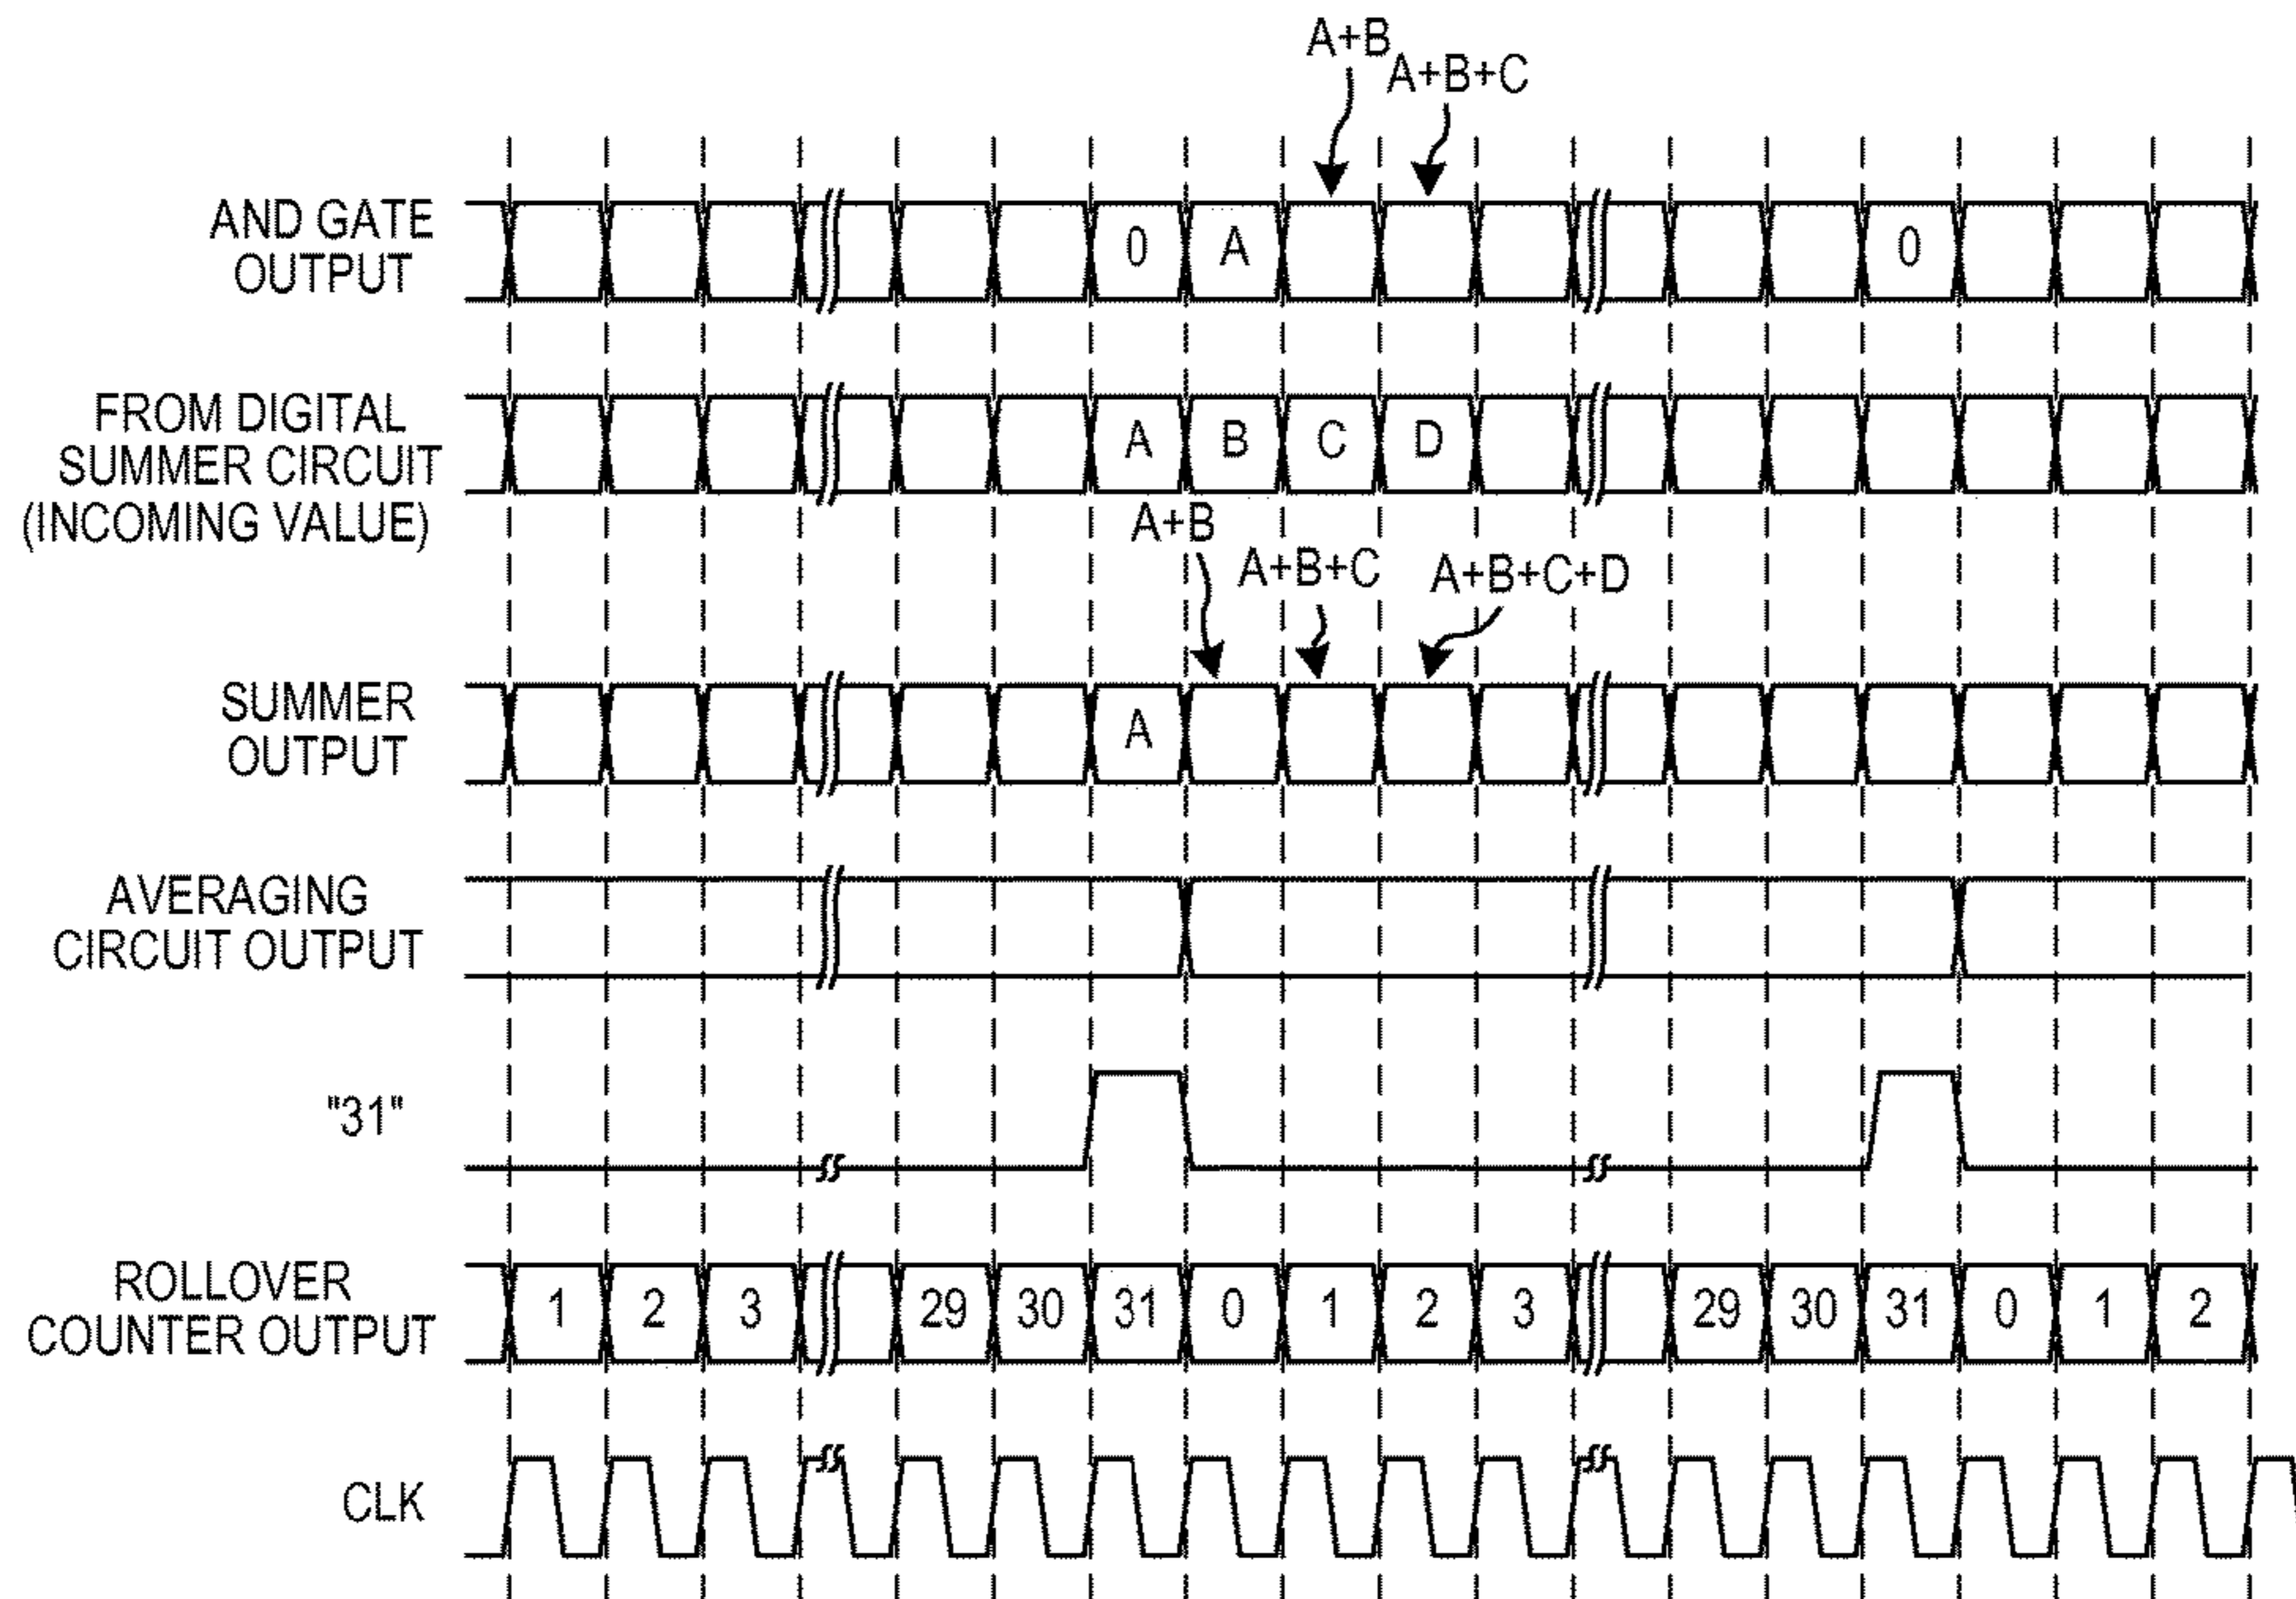 A+B
A+B+C
AND GATE
OUTPUT
0 A 0
FROM DIGITAL
SUMMER CIRCUIT
(INCOMING VALUE)
A B C D
A+B
A+B+C
A+B+C+D
SUMMER
OUTPUT
A
AVERAGING
CIRCUIT OUTPUT
"31"
ROLLOVER
COUNTER OUTPUT
1 2 3 29 30 31 0 1 2 3 29 30 31 0 1 2
CLK